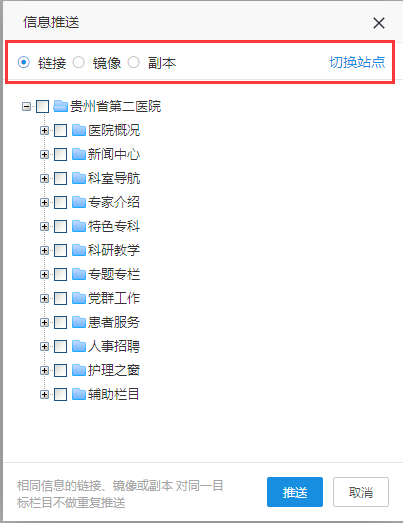 信息推送
链接 镜像 副本 切换站点
贵州省第二医院
医院概况
新闻中心
科室导航
专家介绍
特色专科
科研教学
专题专栏
党群工作
患者服务
人事招聘
护理之窗
辅助栏目
相同信息的链接、镜像或副本 对同一目
标栏目不做重复推送
推送 取消